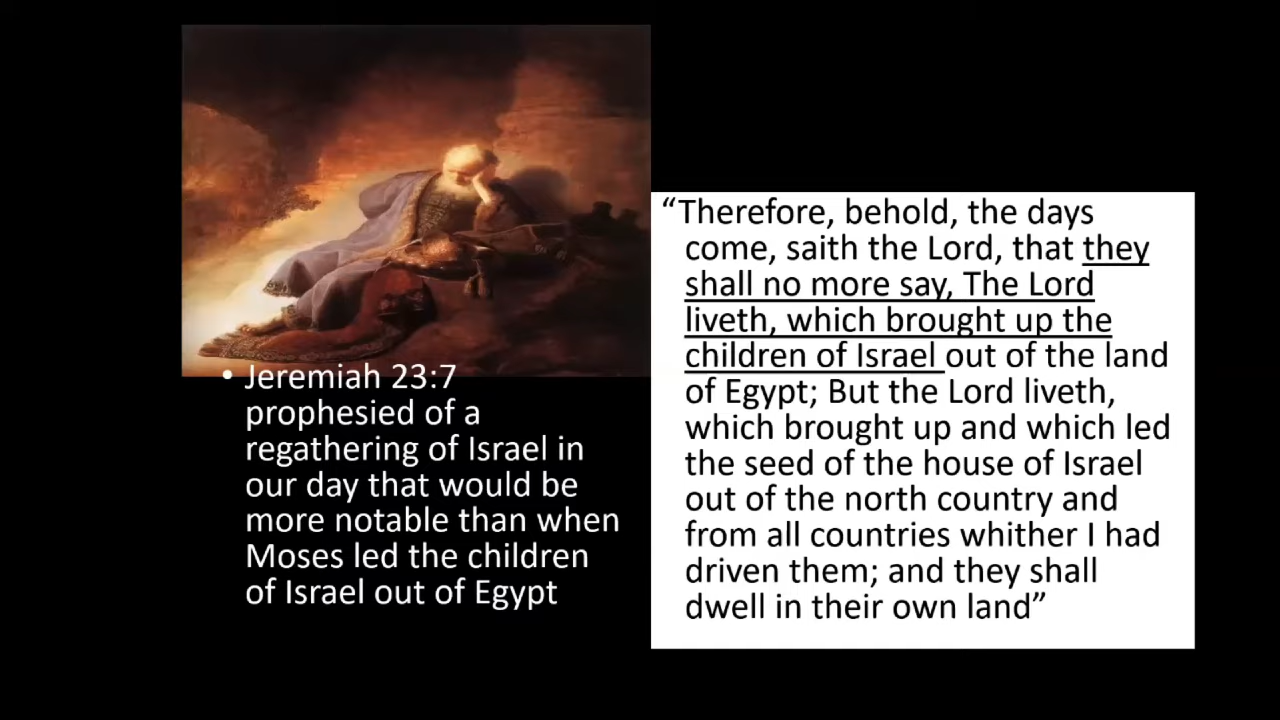 • Jeremiah 23:7
prophesied of a
regathering of Israel in
our day that would be
more notable than when
Moses led the children
of Israel out of Egypt
“Therefore, behold, the days
come, saith the Lord, that they
shall no more say, The Lord
liveth, which brought up the
children of Israel out of the land
of Egypt; But the Lord liveth,
which brought up and which led
the seed of the house of Israel
out of the north country and
from all countries whither I had
driven them; and they shall
dwell in their own land”